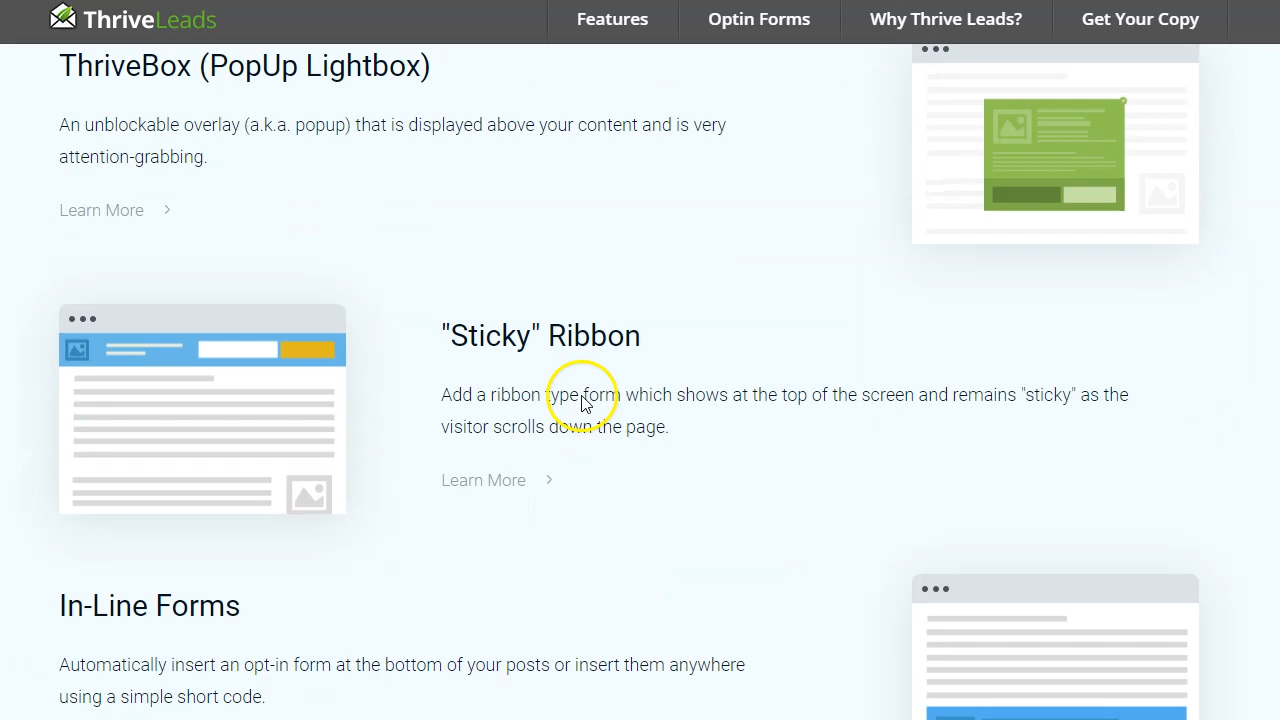 ThriveLeads
Features
Optin Forms
Why Thrive Leads?
Get Your Copy
ThriveBox (PopUp Lightbox)
An unblockable overlay (a.k.a. popup) that is displayed above your content and is very
attention-grabbing.
Learn More
"Sticky" Ribbon
Add a ribbon type form which shows at the top of the screen and remains "sticky" as the
visitor scrolls down the page.
Learn More
In-Line Forms
Automatically insert an opt-in form at the bottom of your posts or insert them anywhere
using a simple short code.